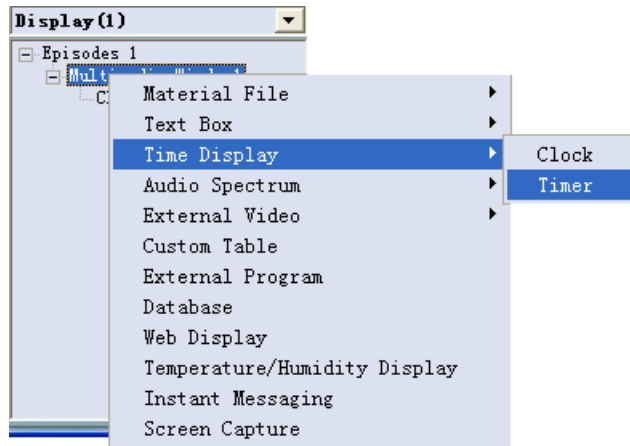 Display(1)
Episodes 1
Material File
Text Box
Time Display
Clock
Audio Spectrum
Timer
External Video
Custom Table
External Program
Database
Web Display
Temperature/Humidity Display
Instant Messaging
Screen Capture